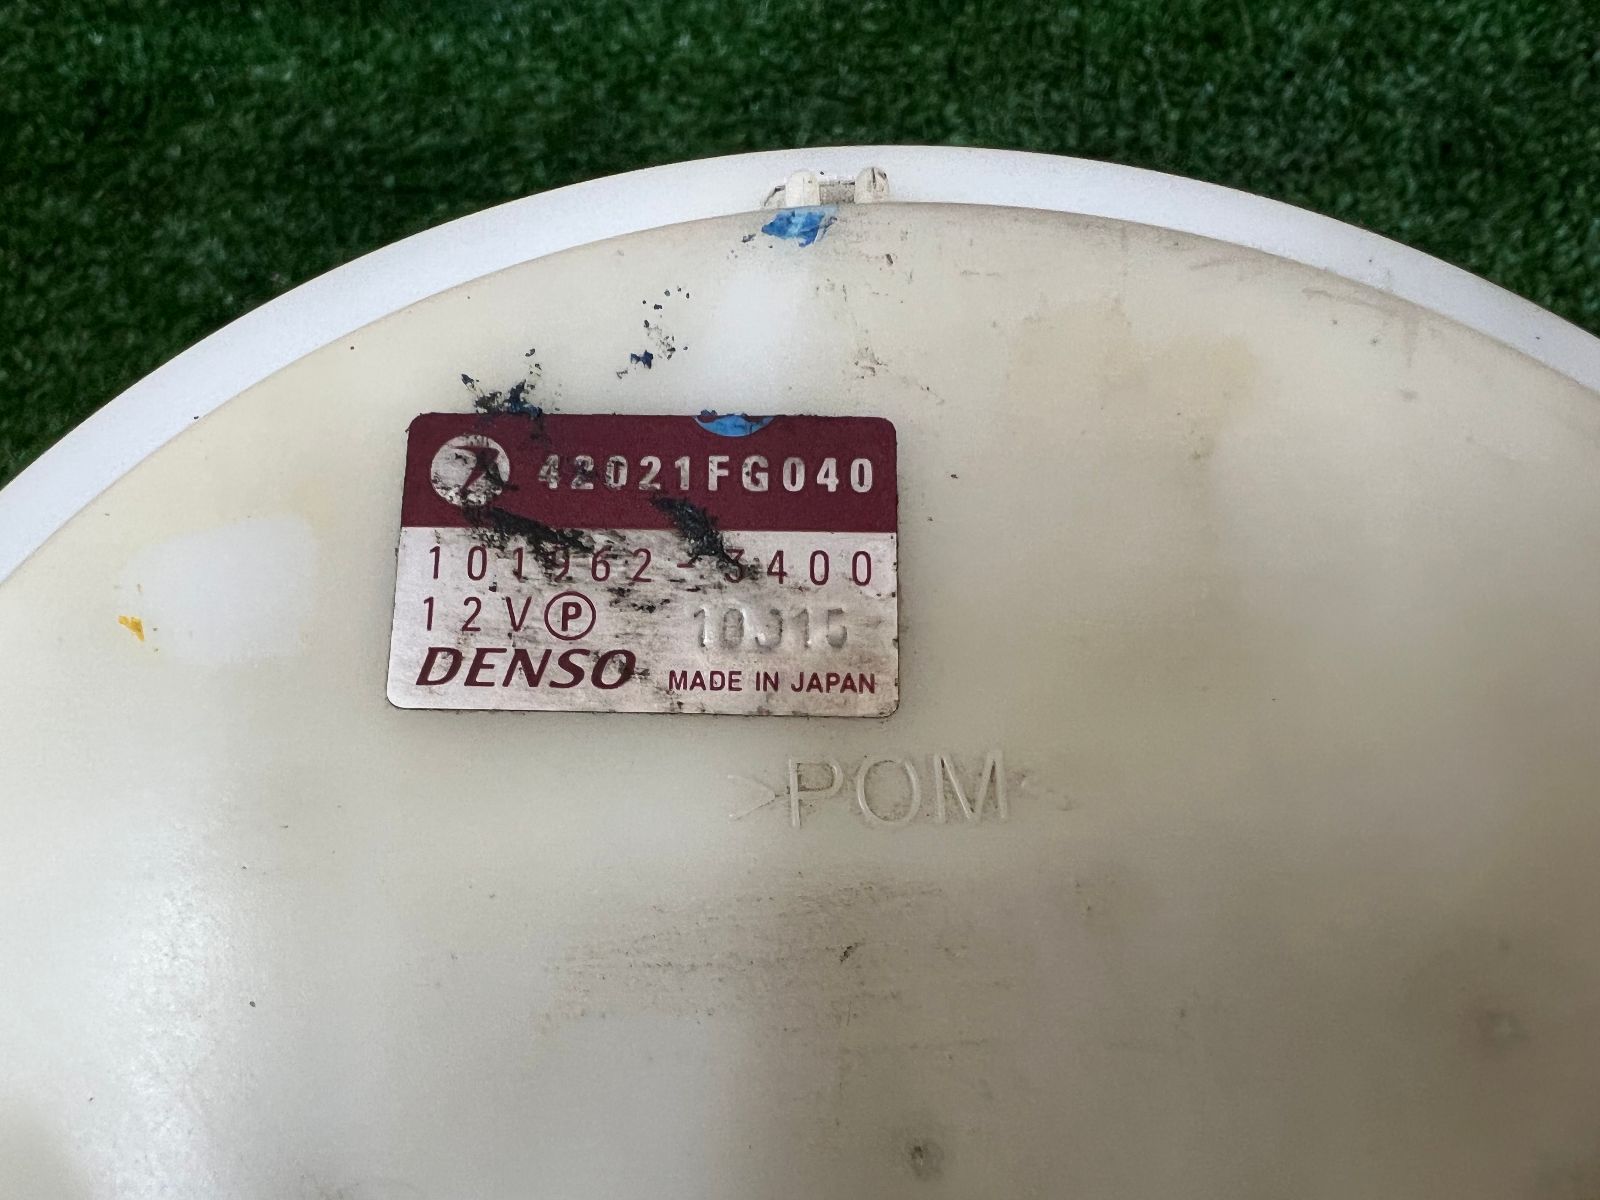 42021FG040
101962-3400
12V Ⓟ 10J15
DENSO MADE IN JAPAN
>POM<